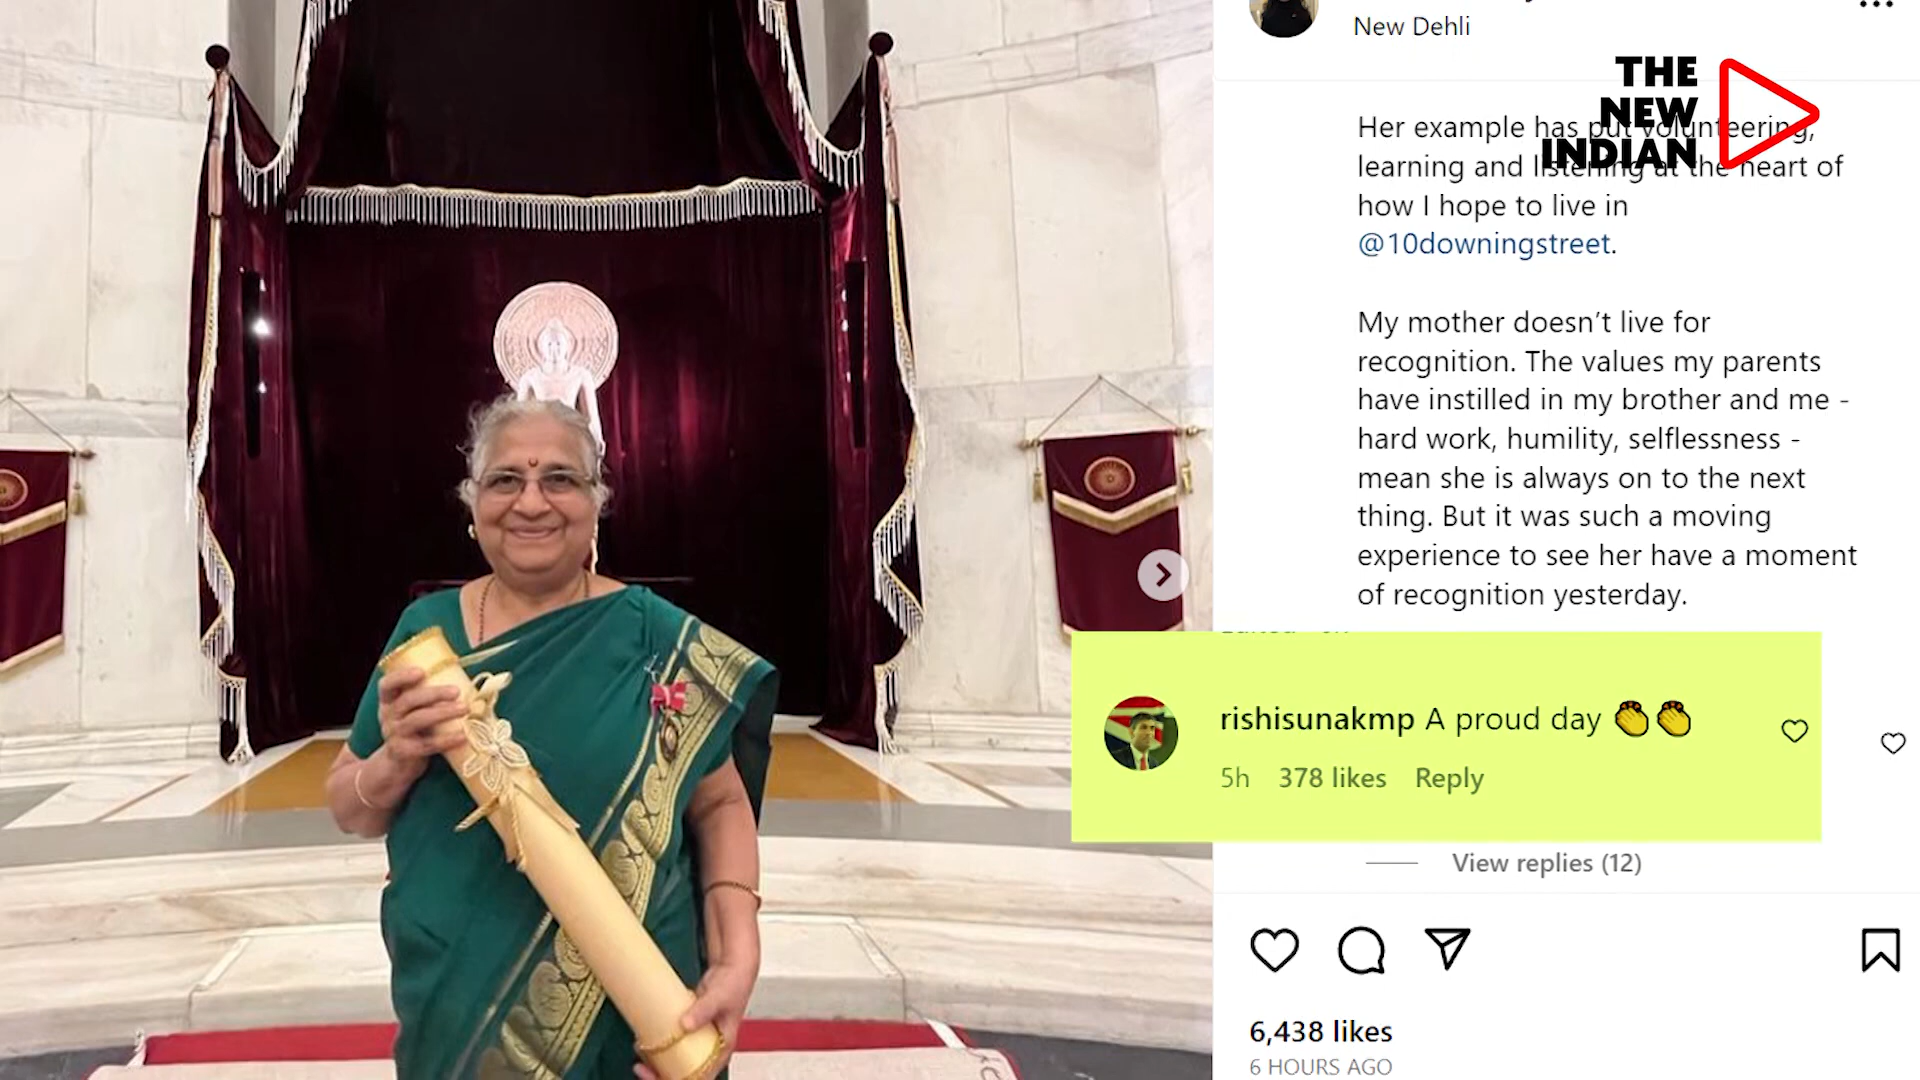 New Dehli
THE
NEW
INDIAN
Her example has put volunteering,
learning and listening at the heart of
how I hope to live in
@10downingstreet.
My mother doesn’t live for
recognition. The values my parents
have instilled in my brother and me -
hard work, humility, selflessness -
mean she is always on to the next
thing. But it was such a moving
experience to see her have a moment
of recognition yesterday.
rishisunakmp A proud day 👏👏
5h 378 likes Reply
View replies (12)
6,438 likes
6 HOURS AGO